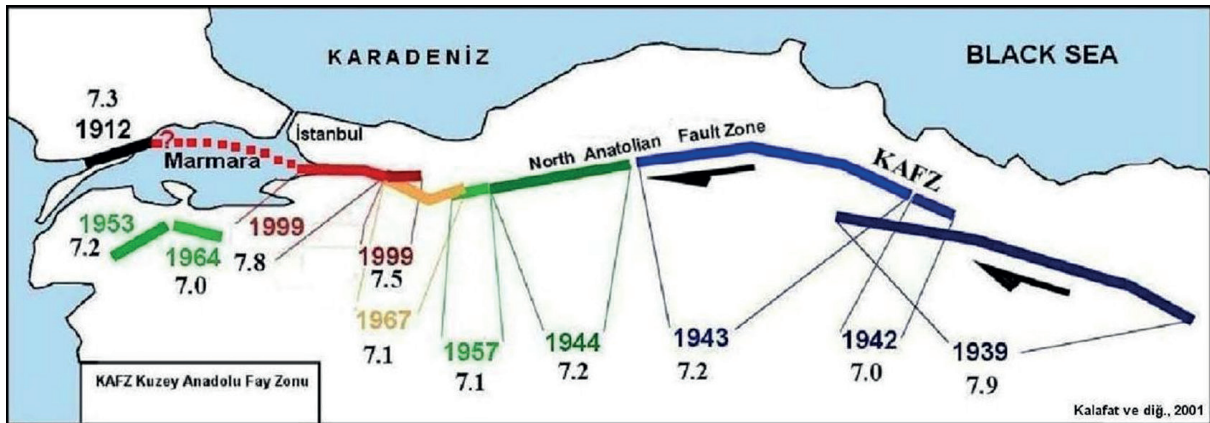 KARADENİZ
BLACK SEA
7.3
1912
?
Marmara
İstanbul
North Anatolian Fault Zone
KAFZ
1953
7.2
1964
7.0
1999
7.8
1999
7.5
1967
7.1
1957
7.1
1944
7.2
1943
7.2
1942
7.0
1939
7.9
KAFZ Kuzey Anadolu Fay Zonu
Kalafat ve diğ., 2001